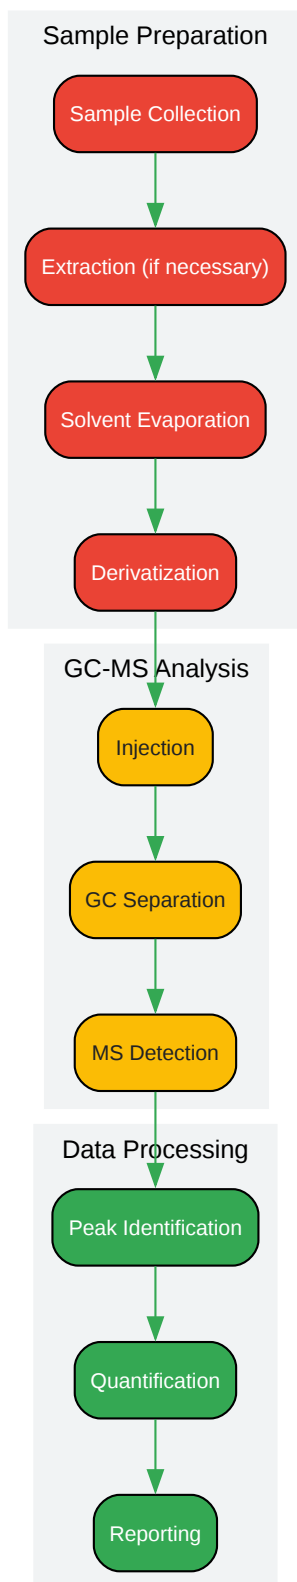 Sample Preparation
Sample Collection
Extraction (if necessary)
Solvent Evaporation
Derivatization
GC-MS Analysis
Injection
GC Separation
MS Detection
Data Processing
Peak Identification
Quantification
Reporting